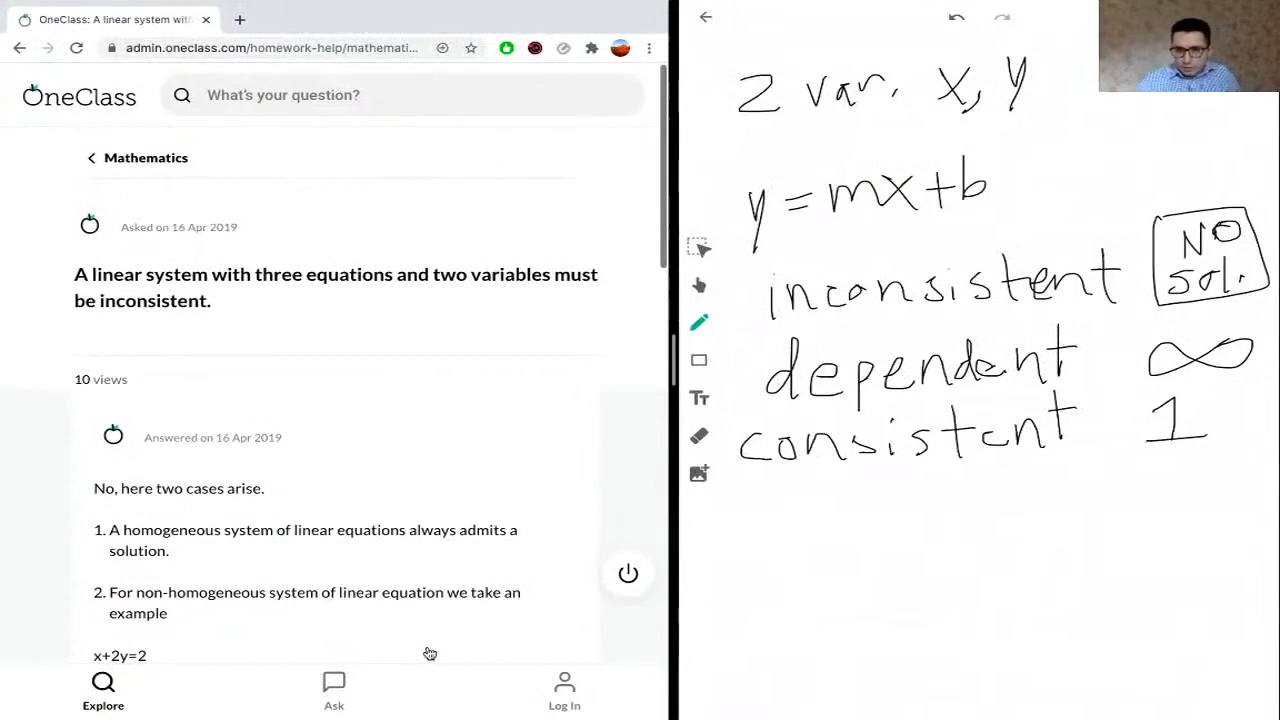 OneClass: A linear system with
admin.oneclass.com/homework-help/mathemati...
OneClass
What's your question?
Mathematics
Asked on 16 Apr 2019
A linear system with three equations and two variables must
be inconsistent.
10 views
Answered on 16 Apr 2019
No, here two cases arise.
1. A homogeneous system of linear equations always admits a
solution.
2. For non-homogeneous system of linear equation we take an
example
x+2y=2
Explore
Ask
Log In
2 var. x, y
y = mx+b
inconsistent
NO
sol.
dependent ∞
consistent 1
Tт